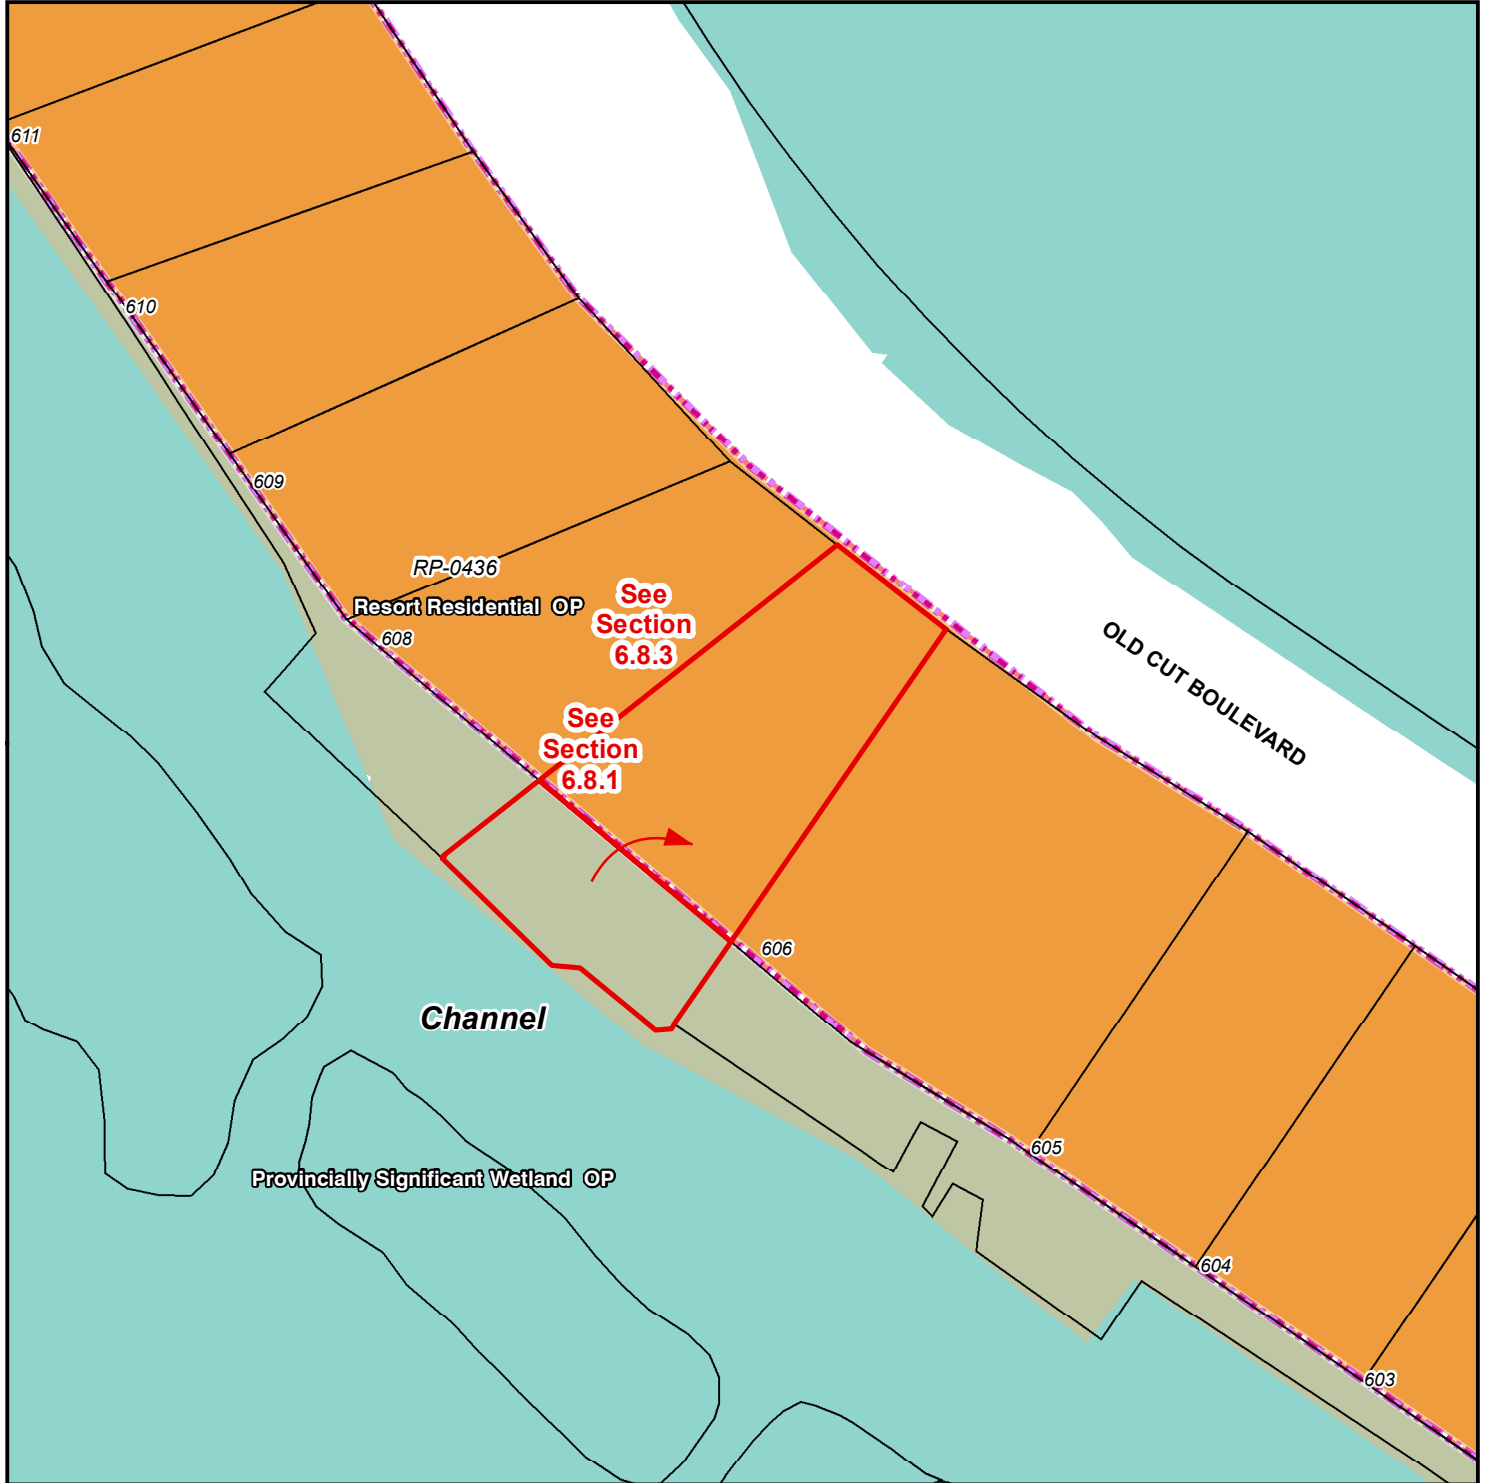 611
610
609
RP-0436
Resort Residential OP
See
Section
6.8.3
608
OLD CUT BOULEVARD
See
Section
6.8.1
606
Channel
605
Provincially Significant Wetland OP
604
603